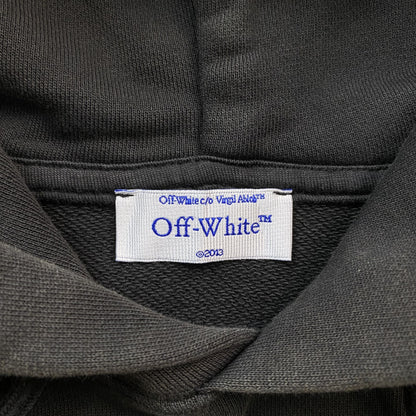 Off-White c/o Virgil Abloh™
Off-White™
©2013